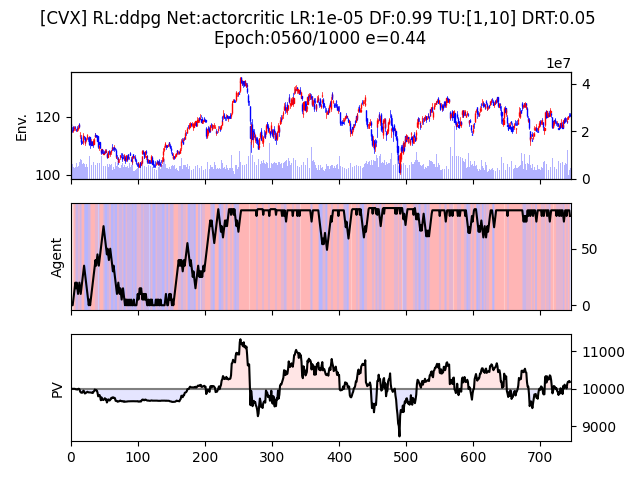 [CVX] RL:ddpg Net:actorcritic LR:1e-05 DF:0.99 TU:[1,10] DRT:0.05
Epoch:0560/1000 e=0.44
1e7
Env.
120
100
4
2
0
Agent
50
0
PV
11000
10000
9000
0 100 200 300 400 500 600 700